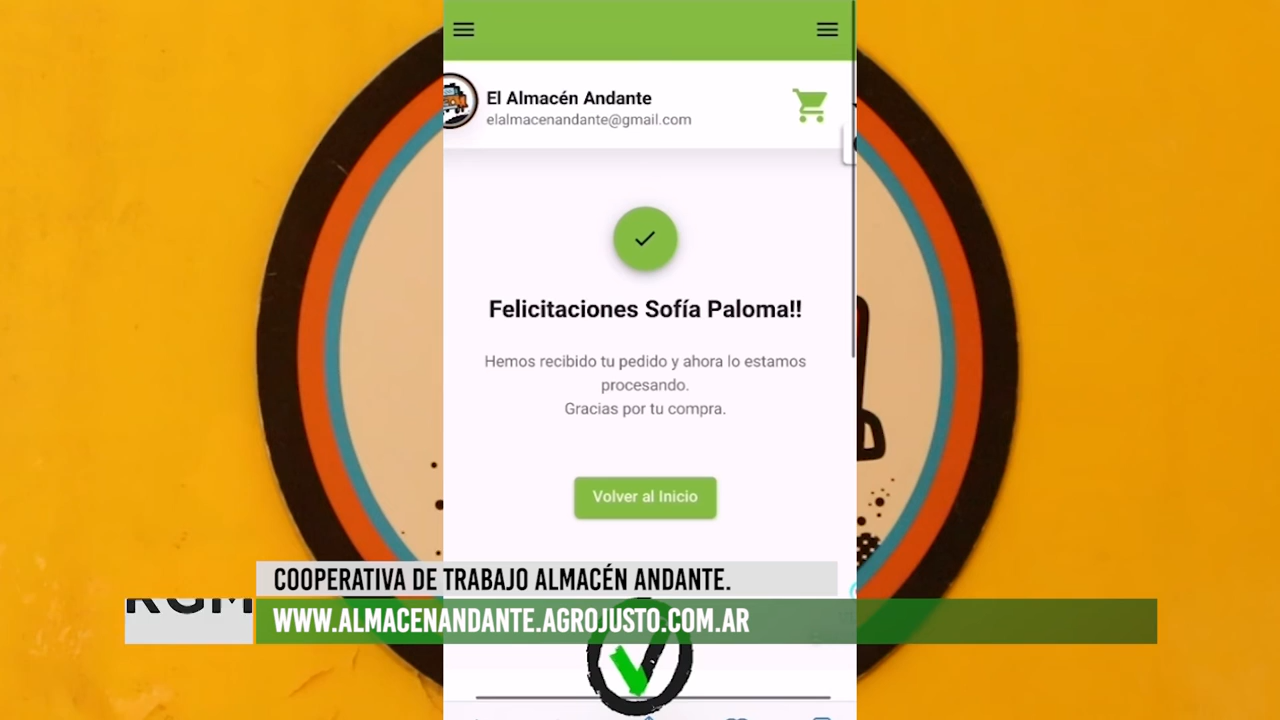 El Almacén Andante
elalmacenandante@gmail.com
Felicitaciones Sofía Paloma!!
Hemos recibido tu pedido y ahora lo estamos
procesando.
Gracias por tu compra.
Volver al Inicio
COOPERATIVA DE TRABAJO ALMACÉN ANDANTE.
RGM
WWW.ALMACENANDANTE.AGROJUSTO.COM.AR